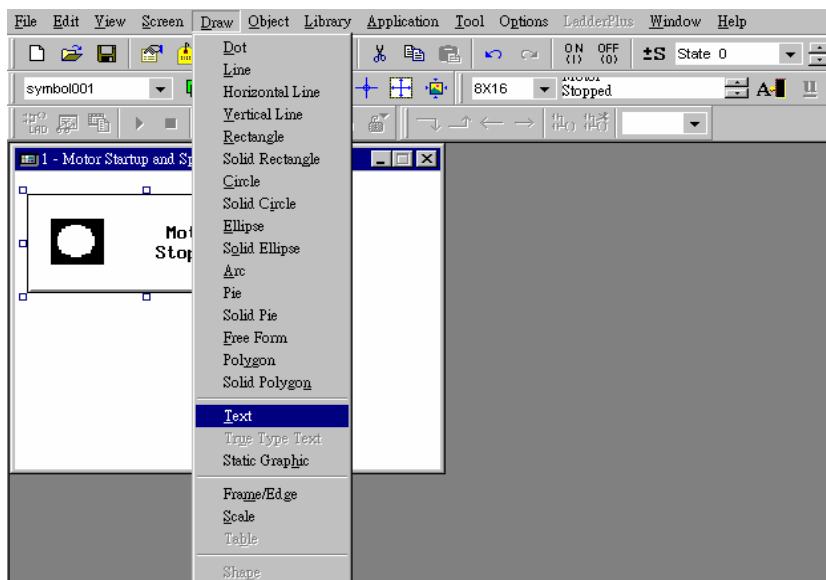 File Edit View Screen Draw Object Library Application Tool Options LadderPlus Window Help
ON OFF
(1) (0) ±S State 0
symbol001 8X16 Stopped A U
LAD
1 - Motor Startup and Sp
Mot
Stop
Dot
Line
Horizontal Line
Vertical Line
Rectangle
Solid Rectangle
Circle
Solid Circle
Ellipse
Solid Ellipse
Arc
Pie
Solid Pie
Free Form
Polygon
Solid Polygon
Text
True Type Text
Static Graphic
Frame/Edge
Scale
Table
Shape